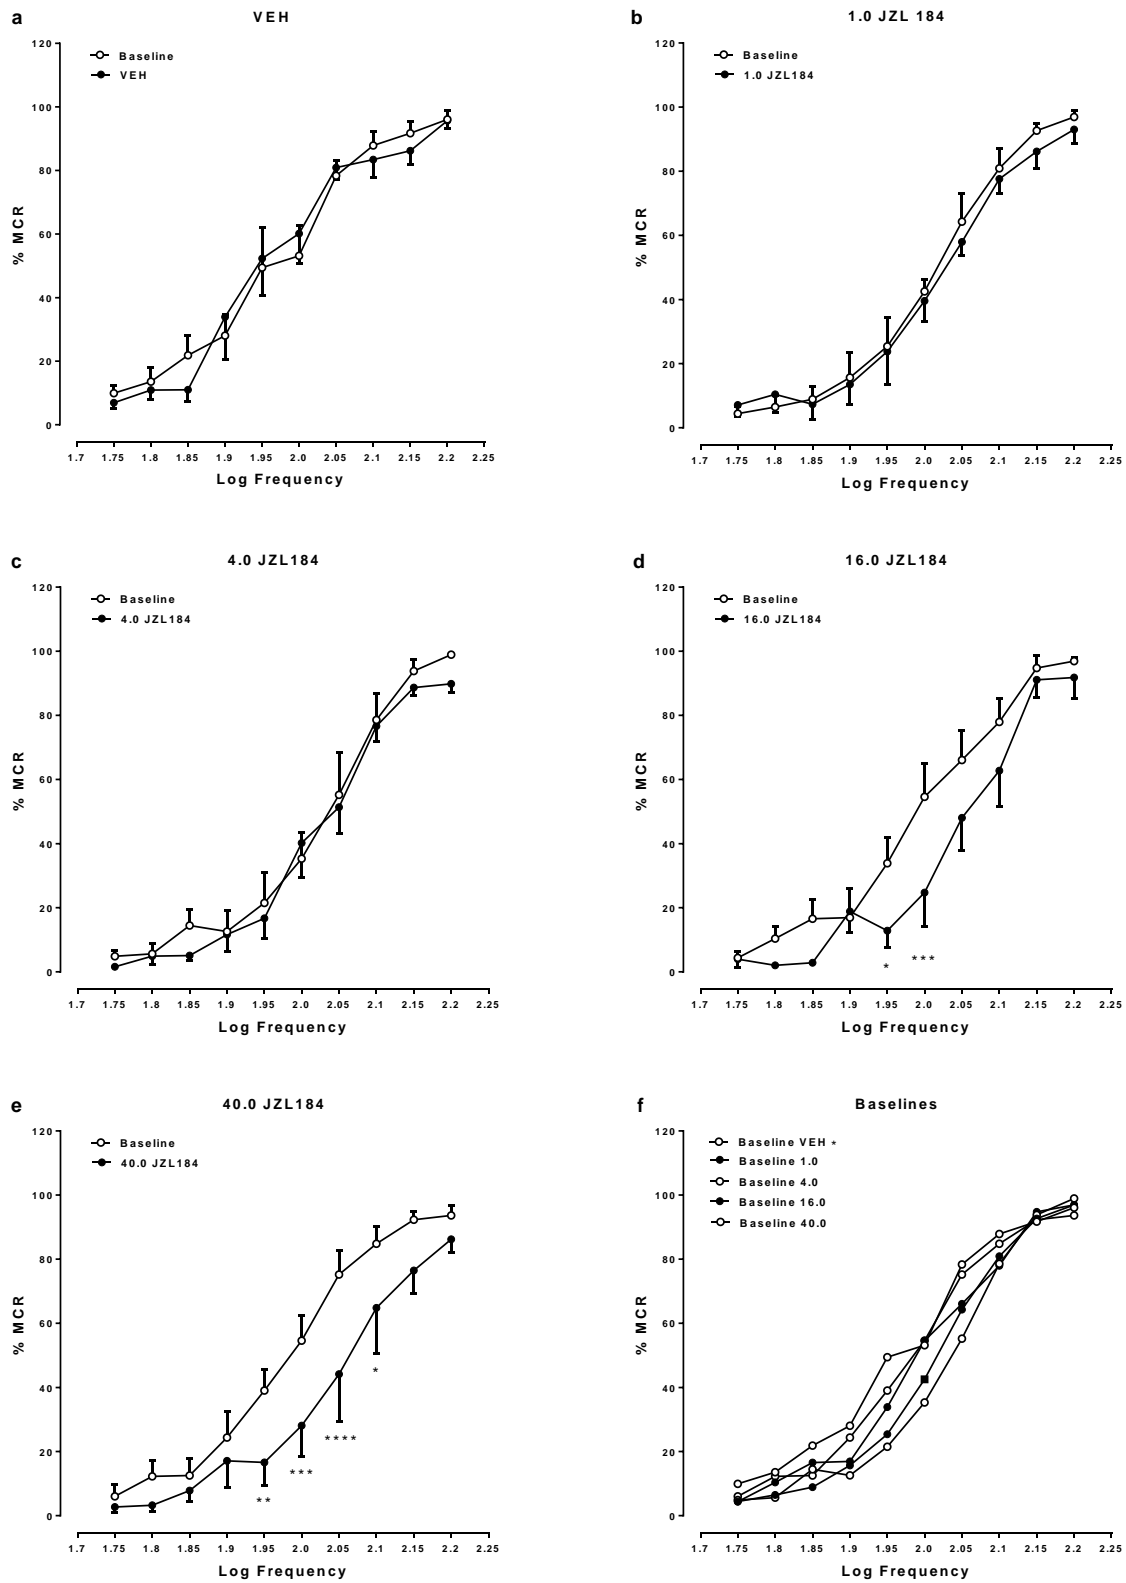 a
VEH
Baseline
VEH
% MCR
120
100
80
60
40
20
0
1.7 1.75 1.8 1.85 1.9 1.95 2.0 2.05 2.1 2.15 2.2 2.25
Log Frequency
b
1.0 JZL 184
Baseline
1.0 JZL184
% MCR
120
100
80
60
40
20
0
1.7 1.75 1.8 1.85 1.9 1.95 2.0 2.05 2.1 2.15 2.2 2.25
Log Frequency
c
4.0 JZL184
Baseline
4.0 JZL184
% MCR
120
100
80
60
40
20
0
1.7 1.75 1.8 1.85 1.9 1.95 2.0 2.05 2.1 2.15 2.2 2.25
Log Frequency
d
16.0 JZL184
Baseline
16.0 JZL184
% MCR
120
100
80
60
40
20
0
* ***
1.7 1.75 1.8 1.85 1.9 1.95 2.0 2.05 2.1 2.15 2.2 2.25
Log Frequency
e
40.0 JZL184
Baseline
40.0 JZL184
% MCR
120
100
80
60
40
20
0
*
****
***
**
1.7 1.75 1.8 1.85 1.9 1.95 2.0 2.05 2.1 2.15 2.2 2.25
Log Frequency
f
Baselines
Baseline VEH *
Baseline 1.0
Baseline 4.0
Baseline 16.0
Baseline 40.0
% MCR
120
100
80
60
40
20
0
1.7 1.75 1.8 1.85 1.9 1.95 2.0 2.05 2.1 2.15 2.2 2.25
Log Frequency